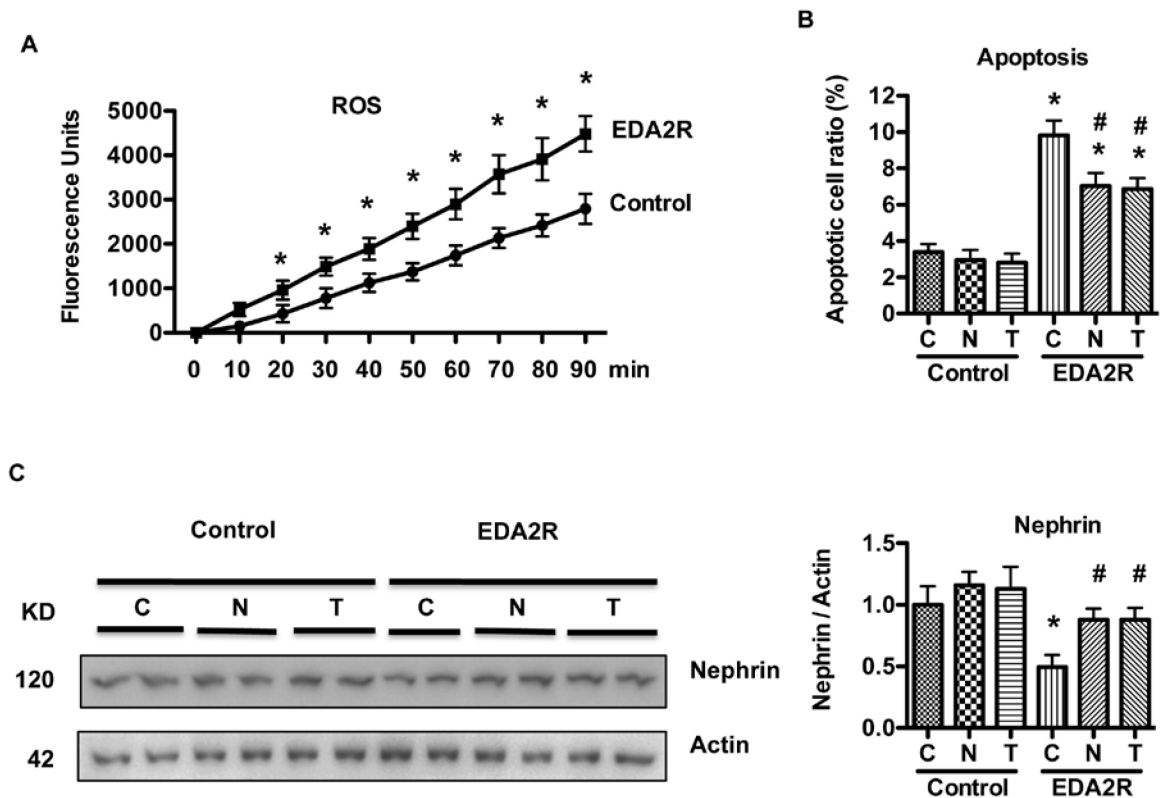 A
ROS
Fluorescence Units
5000
4000
3000
2000
1000
0
* * * * * * * *
EDA2R
Control
0 10 20 30 40 50 60 70 80 90 min
B
Apoptosis
Apoptotic cell ratio (%)
12
10
8
6
4
2
0
*
# #
* *
C N T C N T
Control EDA2R
C
Control EDA2R
KD C N T C N T
120 Nephrin
42 Actin
Nephrin
Nephrin / Actin
1.5
1.0
0.5
0.0
* # #
C N T C N T
Control EDA2R